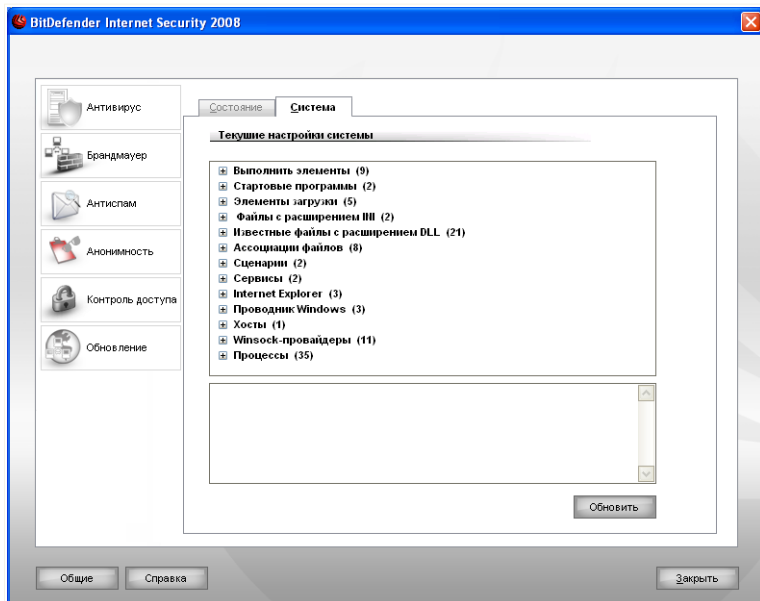 BitDefender Internet Security 2008
Антивирус
Брандмауер
Антиспам
Анонимность
Контроль доступа
Обновление
Состояние
Система
Текушие настройки системы
Выполнить элементы (9)
Стартовые программы (2)
Элементы загрузки (5)
Файлы с расширением INI (2)
Известные файлы с расширением DLL (21)
Ассоциации файлов (8)
Сценарии (2)
Сервисы (2)
Internet Explorer (3)
Проводник Windows (3)
Хосты (1)
Winsock-провайдеры (11)
Процессы (35)
Обновить
Общие
Справка
Закрыть